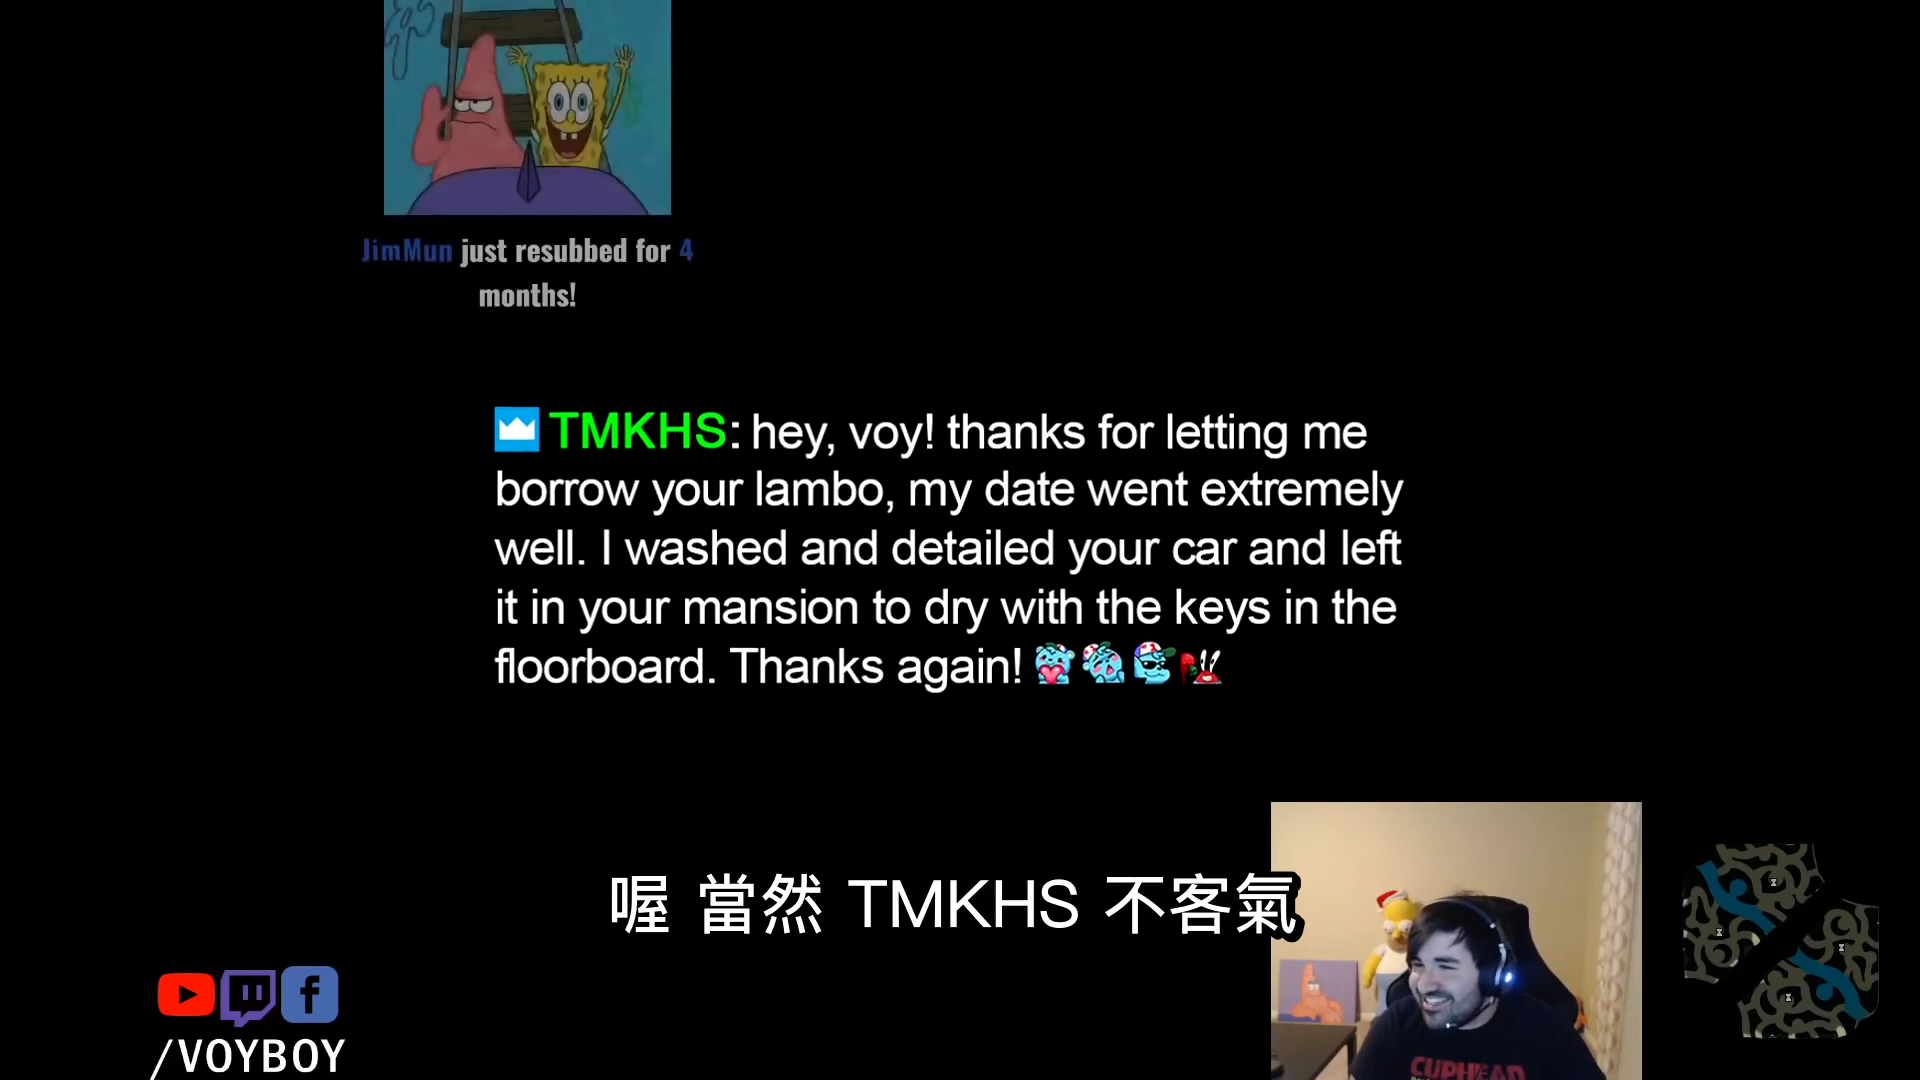 JimMun just resubbed for 4
months!
TMKHS: hey, voy! thanks for letting me
borrow your lambo, my date went extremely
well. I washed and detailed your car and left
it in your mansion to dry with the keys in the
floorboard. Thanks again!
喔 當然 TMKHS 不客氣
/VOYBOY
CUPHEAD